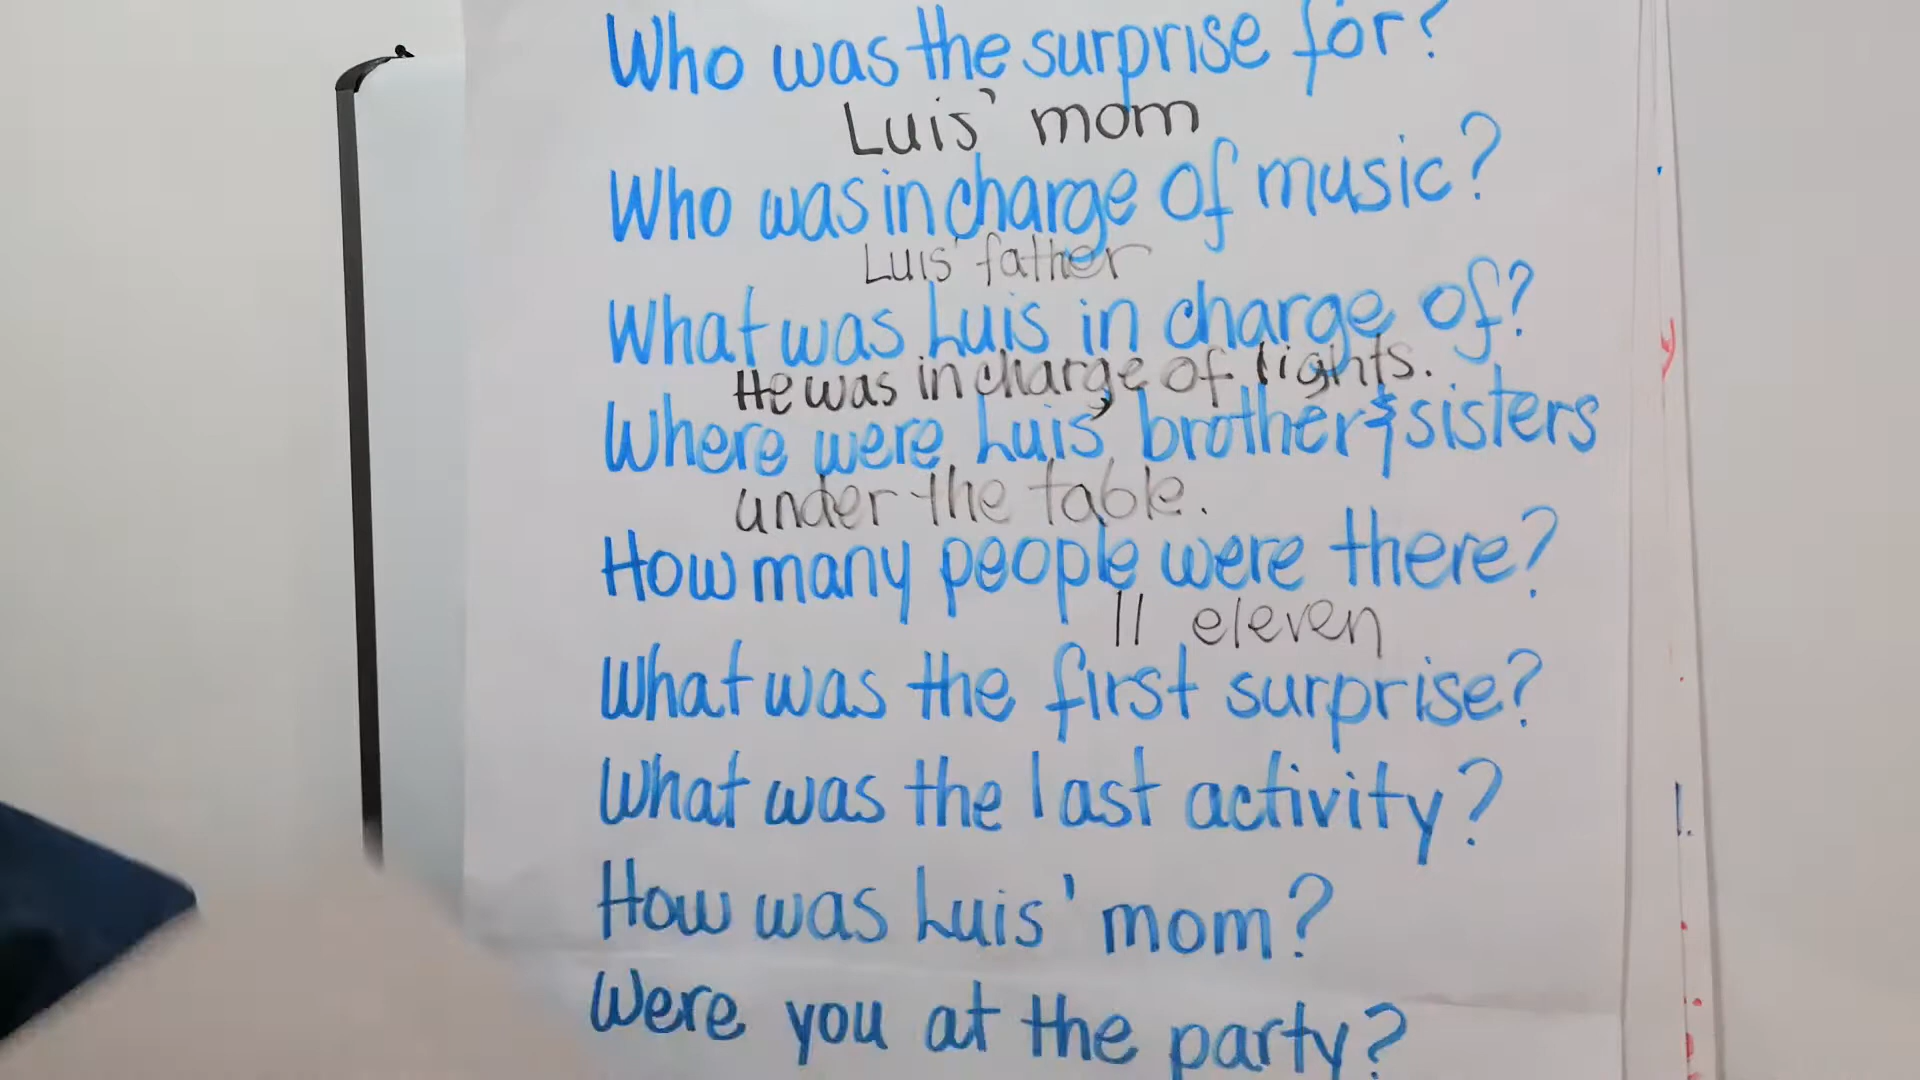 Who was the surprise for?
Luis' mom
Who was in charge of music?
Luis' father
What was Luis in charge of?
He was in charge of lights.
Where were Luis' brother & sisters
under the table.
How many people were there?
11 eleven
What was the first surprise?
What was the last activity?
How was Luis' mom?
Were you at the party?